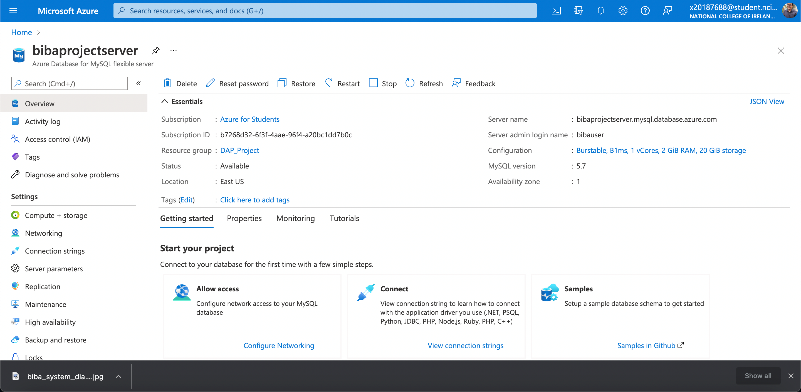 Microsoft Azure
Search resources, services, and docs (G+/)
x20187688@student.nci...
NATIONAL COLLEGE OF IRELAN...
Home >
bibaprojectserver
...
Azure Database for MySQL flexible server
Search (Cmd+/)
«
Delete Reset password Restore Restart Stop Refresh Feedback
Overview
Activity log
Access control (IAM)
Tags
Diagnose and solve problems
Settings
Compute + storage
Networking
Connection strings
Server parameters
Replication
Maintenance
High availability
Backup and restore
Locks
Essentials
JSON View
Subscription : Azure for Students
Subscription ID : b7268d32-6f3f-4aae-96f4-a20bc1dd7b0c
Resource group : DAP_Project
Status : Available
Location : East US
Server name : bibaprojectserver.mysql.database.azure.com
Server admin login name : bibauser
Configuration : Burstable, B1ms, 1 vCores, 2 GiB RAM, 20 GiB storage
MySQL version : 5.7
Availability zone : 1
Tags (Edit) : Click here to add tags
Getting started Properties Monitoring Tutorials
Start your project
Connect to your database for the first time with a few simple steps.
Allow access
Configure network access to your MySQL
database
Configure Networking
Connect
View connection string to learn how to connect
with the application driver you use (.NET, PSQL,
Python, JDBC, PHP, Nodejs, Ruby, PHP, C++)
View connection strings
Samples
Setup a sample database schema to get started
Samples in Github
biba_system_dia....jpg
Show all